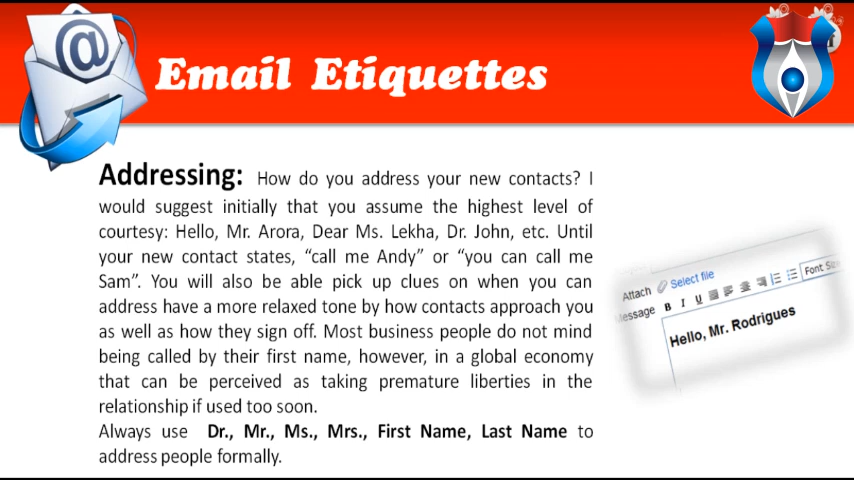 Email Etiquettes
Addressing: How do you address your new contacts? I
would suggest initially that you assume the highest level of
courtesy: Hello, Mr. Arora, Dear Ms. Lekha, Dr. John, etc. Until
your new contact states, “call me Andy” or “you can call me
Sam”. You will also be able pick up clues on when you can
address have a more relaxed tone by how contacts approach you
as well as how they sign off. Most business people do not mind
being called by their first name, however, in a global economy
that can be perceived as taking premature liberties in the
relationship if used too soon.
Always use Dr., Mr., Ms., Mrs., First Name, Last Name to
address people formally.
Attach Select file
Message B I U Font
Hello, Mr. Rodrigues